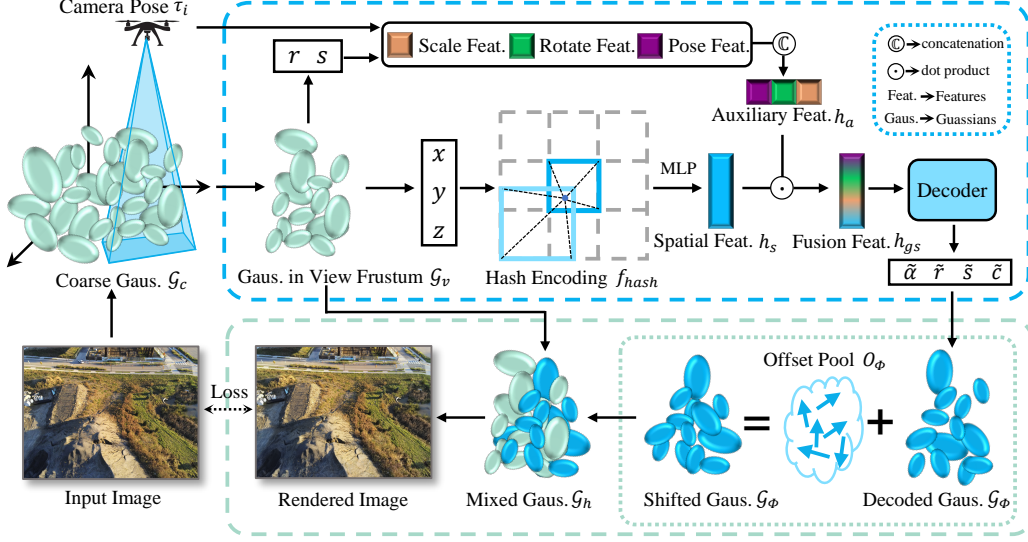 Camera Pose τᵢ
r s
Scale Feat. Rotate Feat. Pose Feat.
ℂ
ℂ → concatenation
⊙ → dot product
Feat. → Features
Gaus. → Guassians
Auxiliary Feat. hₐ
x
y
z
MLP
Decoder
Coarse Gaus. 𝒢_c
Gaus. in View Frustum 𝒢_v
Hash Encoding f_hash
Spatial Feat. h_s
Fusion Feat. h_gs
α̃ r̃ s̃ c̃
Loss
Offset Pool O_Φ
=
+
Input Image
Rendered Image
Mixed Gaus. 𝒢_h
Shifted Gaus. 𝒢_Φ
Decoded Gaus. 𝒢_Φ